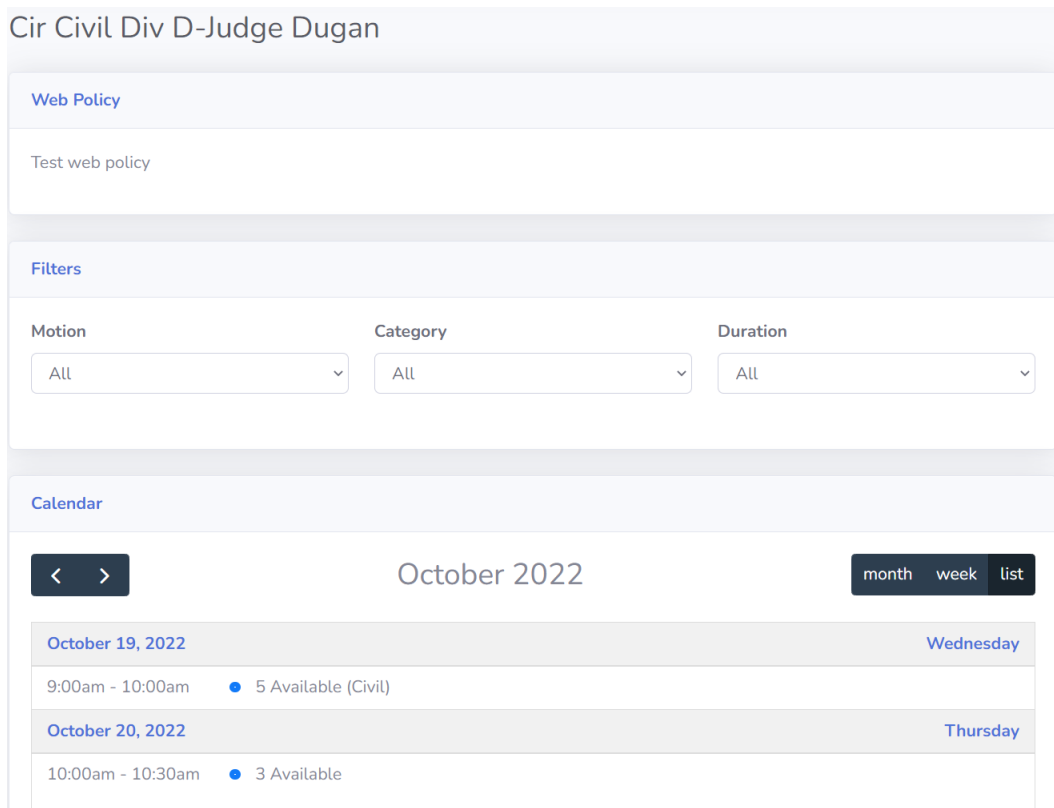 Cir Civil Div D-Judge Dugan
Web Policy
Test web policy
Filters
Motion Category Duration
All All All
Calendar
October 2022 month week list
October 19, 2022 Wednesday
9:00am - 10:00am 5 Available (Civil)
October 20, 2022 Thursday
10:00am - 10:30am 3 Available